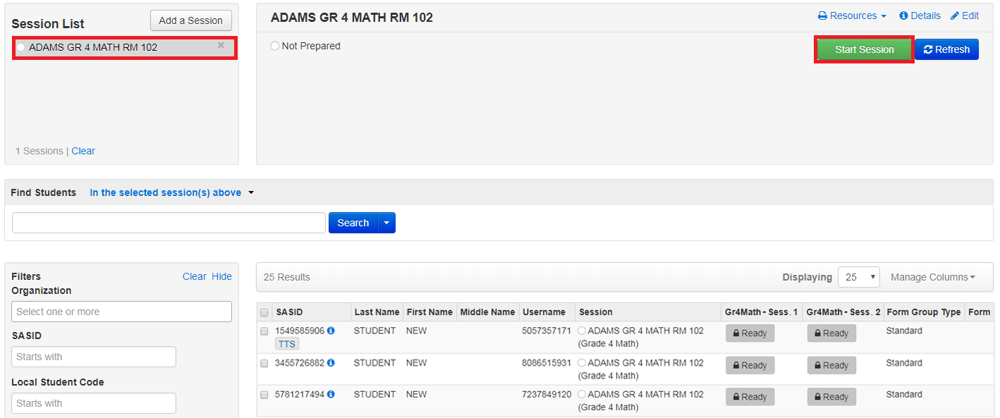 Session List
Add a Session
ADAMS GR 4 MATH RM 102
1 Sessions | Clear
ADAMS GR 4 MATH RM 102
Resources
Details
Edit
Not Prepared
Start Session
Refresh
Find Students In the selected session(s) above
Search
Filters
Clear Hide
Organization
Select one or more
SASID
Starts with
Local Student Code
Starts with
25 Results
Displaying 25 Manage Columns
SASID Last Name First Name Middle Name Username Session Gr4Math - Sess. 1 Gr4Math - Sess. 2 Form Group Type Form
1549585906 STUDENT NEW 5057357171 ADAMS GR 4 MATH RM 102 Ready Ready Standard
TTS (Grade 4 Math)
3455726882 STUDENT NEW 8086515931 ADAMS GR 4 MATH RM 102 Ready Ready Standard
(Grade 4 Math)
5781217494 STUDENT NEW 7237849120 ADAMS GR 4 MATH RM 102 Ready Ready Standard
(Grade 4 Math)